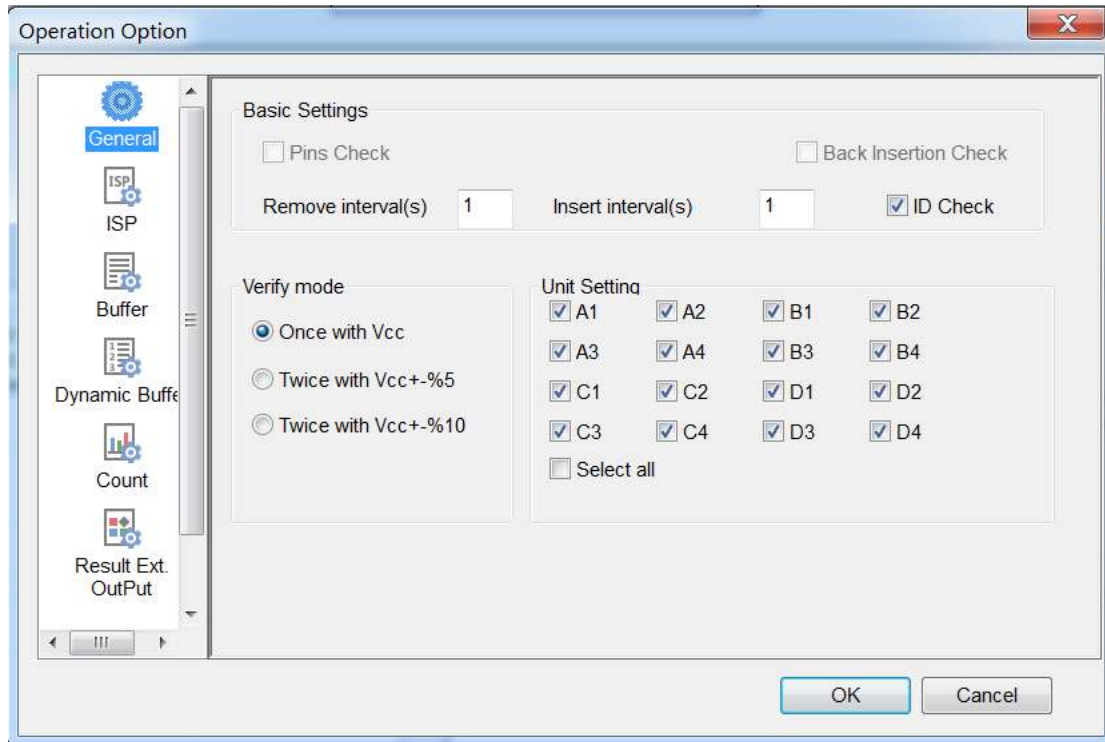 Operation Option
General
ISP
ISP
Buffer
Dynamic Buffe
Count
Result Ext.
OutPut
Basic Settings
Pins Check
Back Insertion Check
Remove interval(s) 1 Insert interval(s) 1 ID Check
Verify mode
Once with Vcc
Twice with Vcc+-%5
Twice with Vcc+-%10
Unit Setting
A1 A2 B1 B2
A3 A4 B3 B4
C1 C2 D1 D2
C3 C4 D3 D4
Select all
OK Cancel